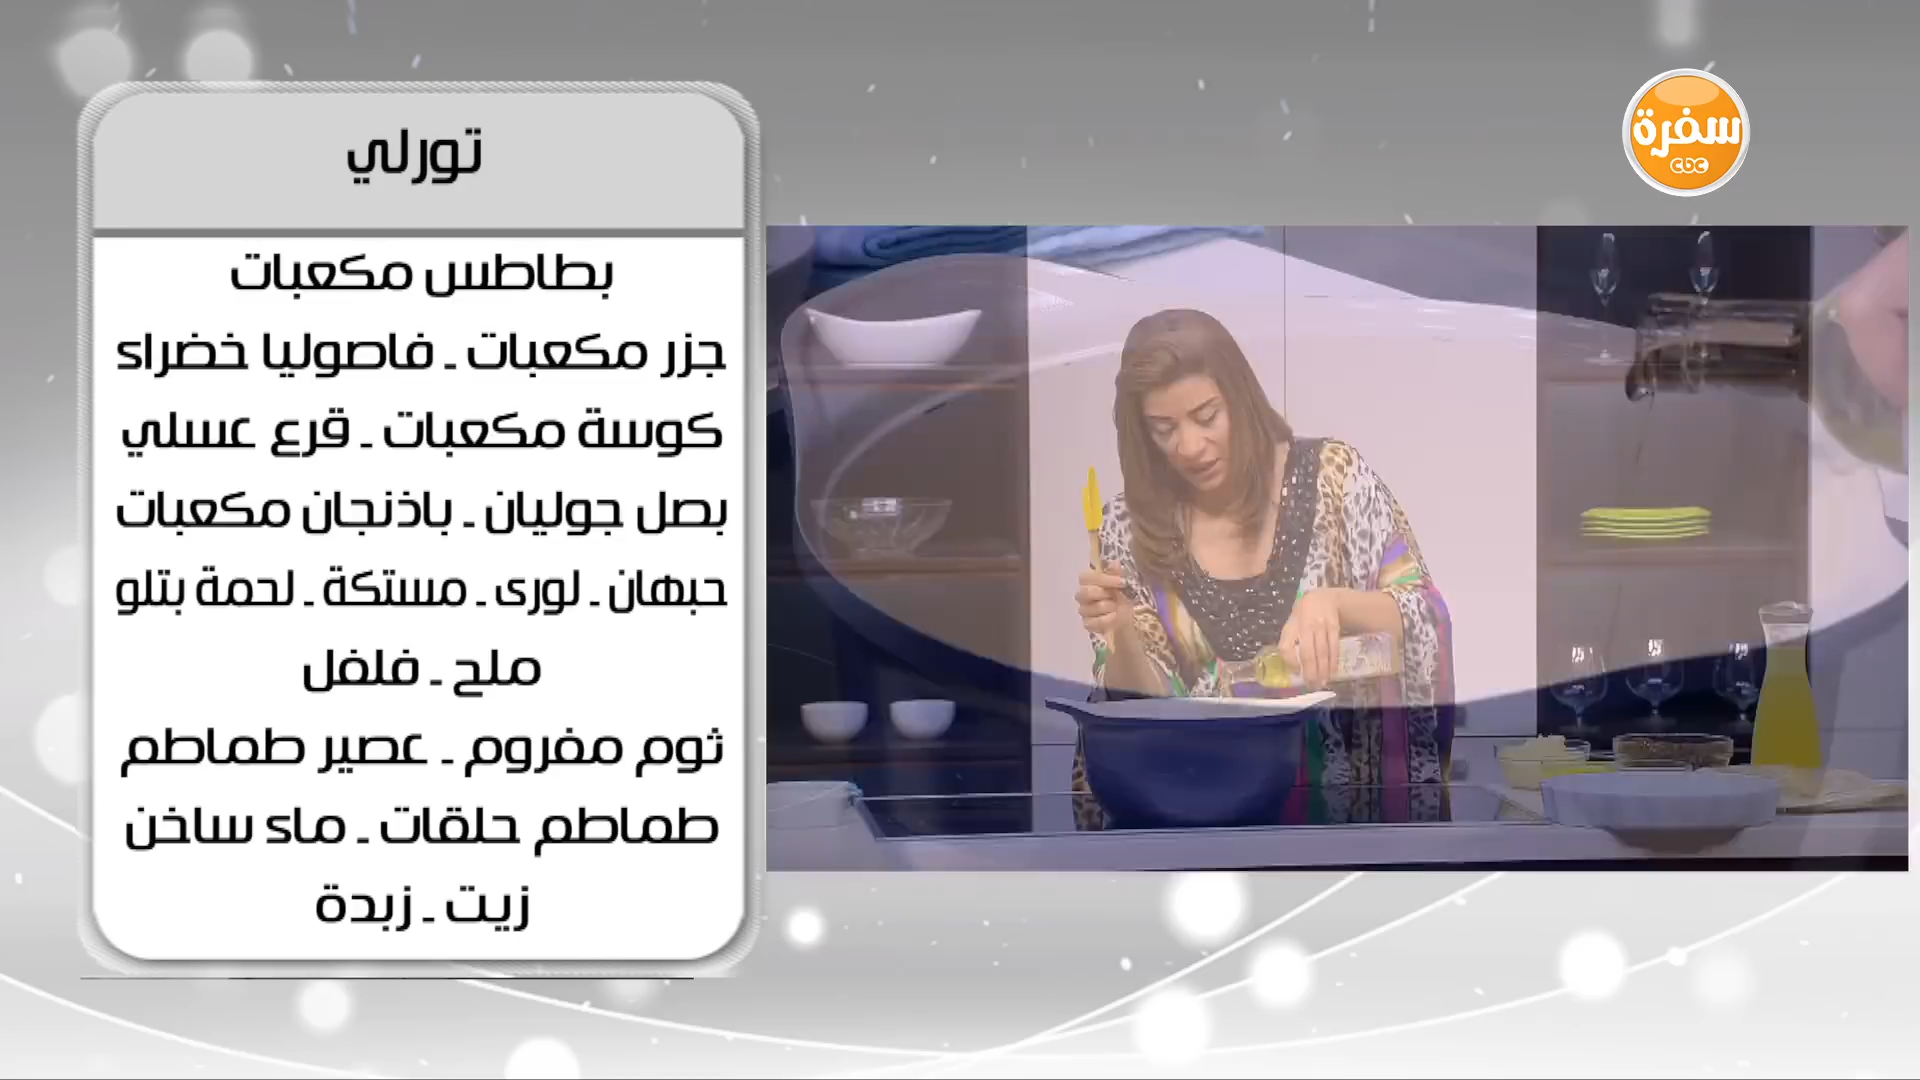 تورلي
بطاطس مكعبات
جزر مكعبات ـ فاصوليا خضراء
كوسة مكعبات ـ قرع عسلي
بصل جوليان ـ باذنجان مكعبات
حبهان ـ لورى ـ مستكة ـ لحمة بتلو
ملح ـ فلفل
ثوم مفروم ـ عصير طماطم
طماطم حلقات ـ ماء ساخن
زيت ـ زبدة
سفرة
cbc